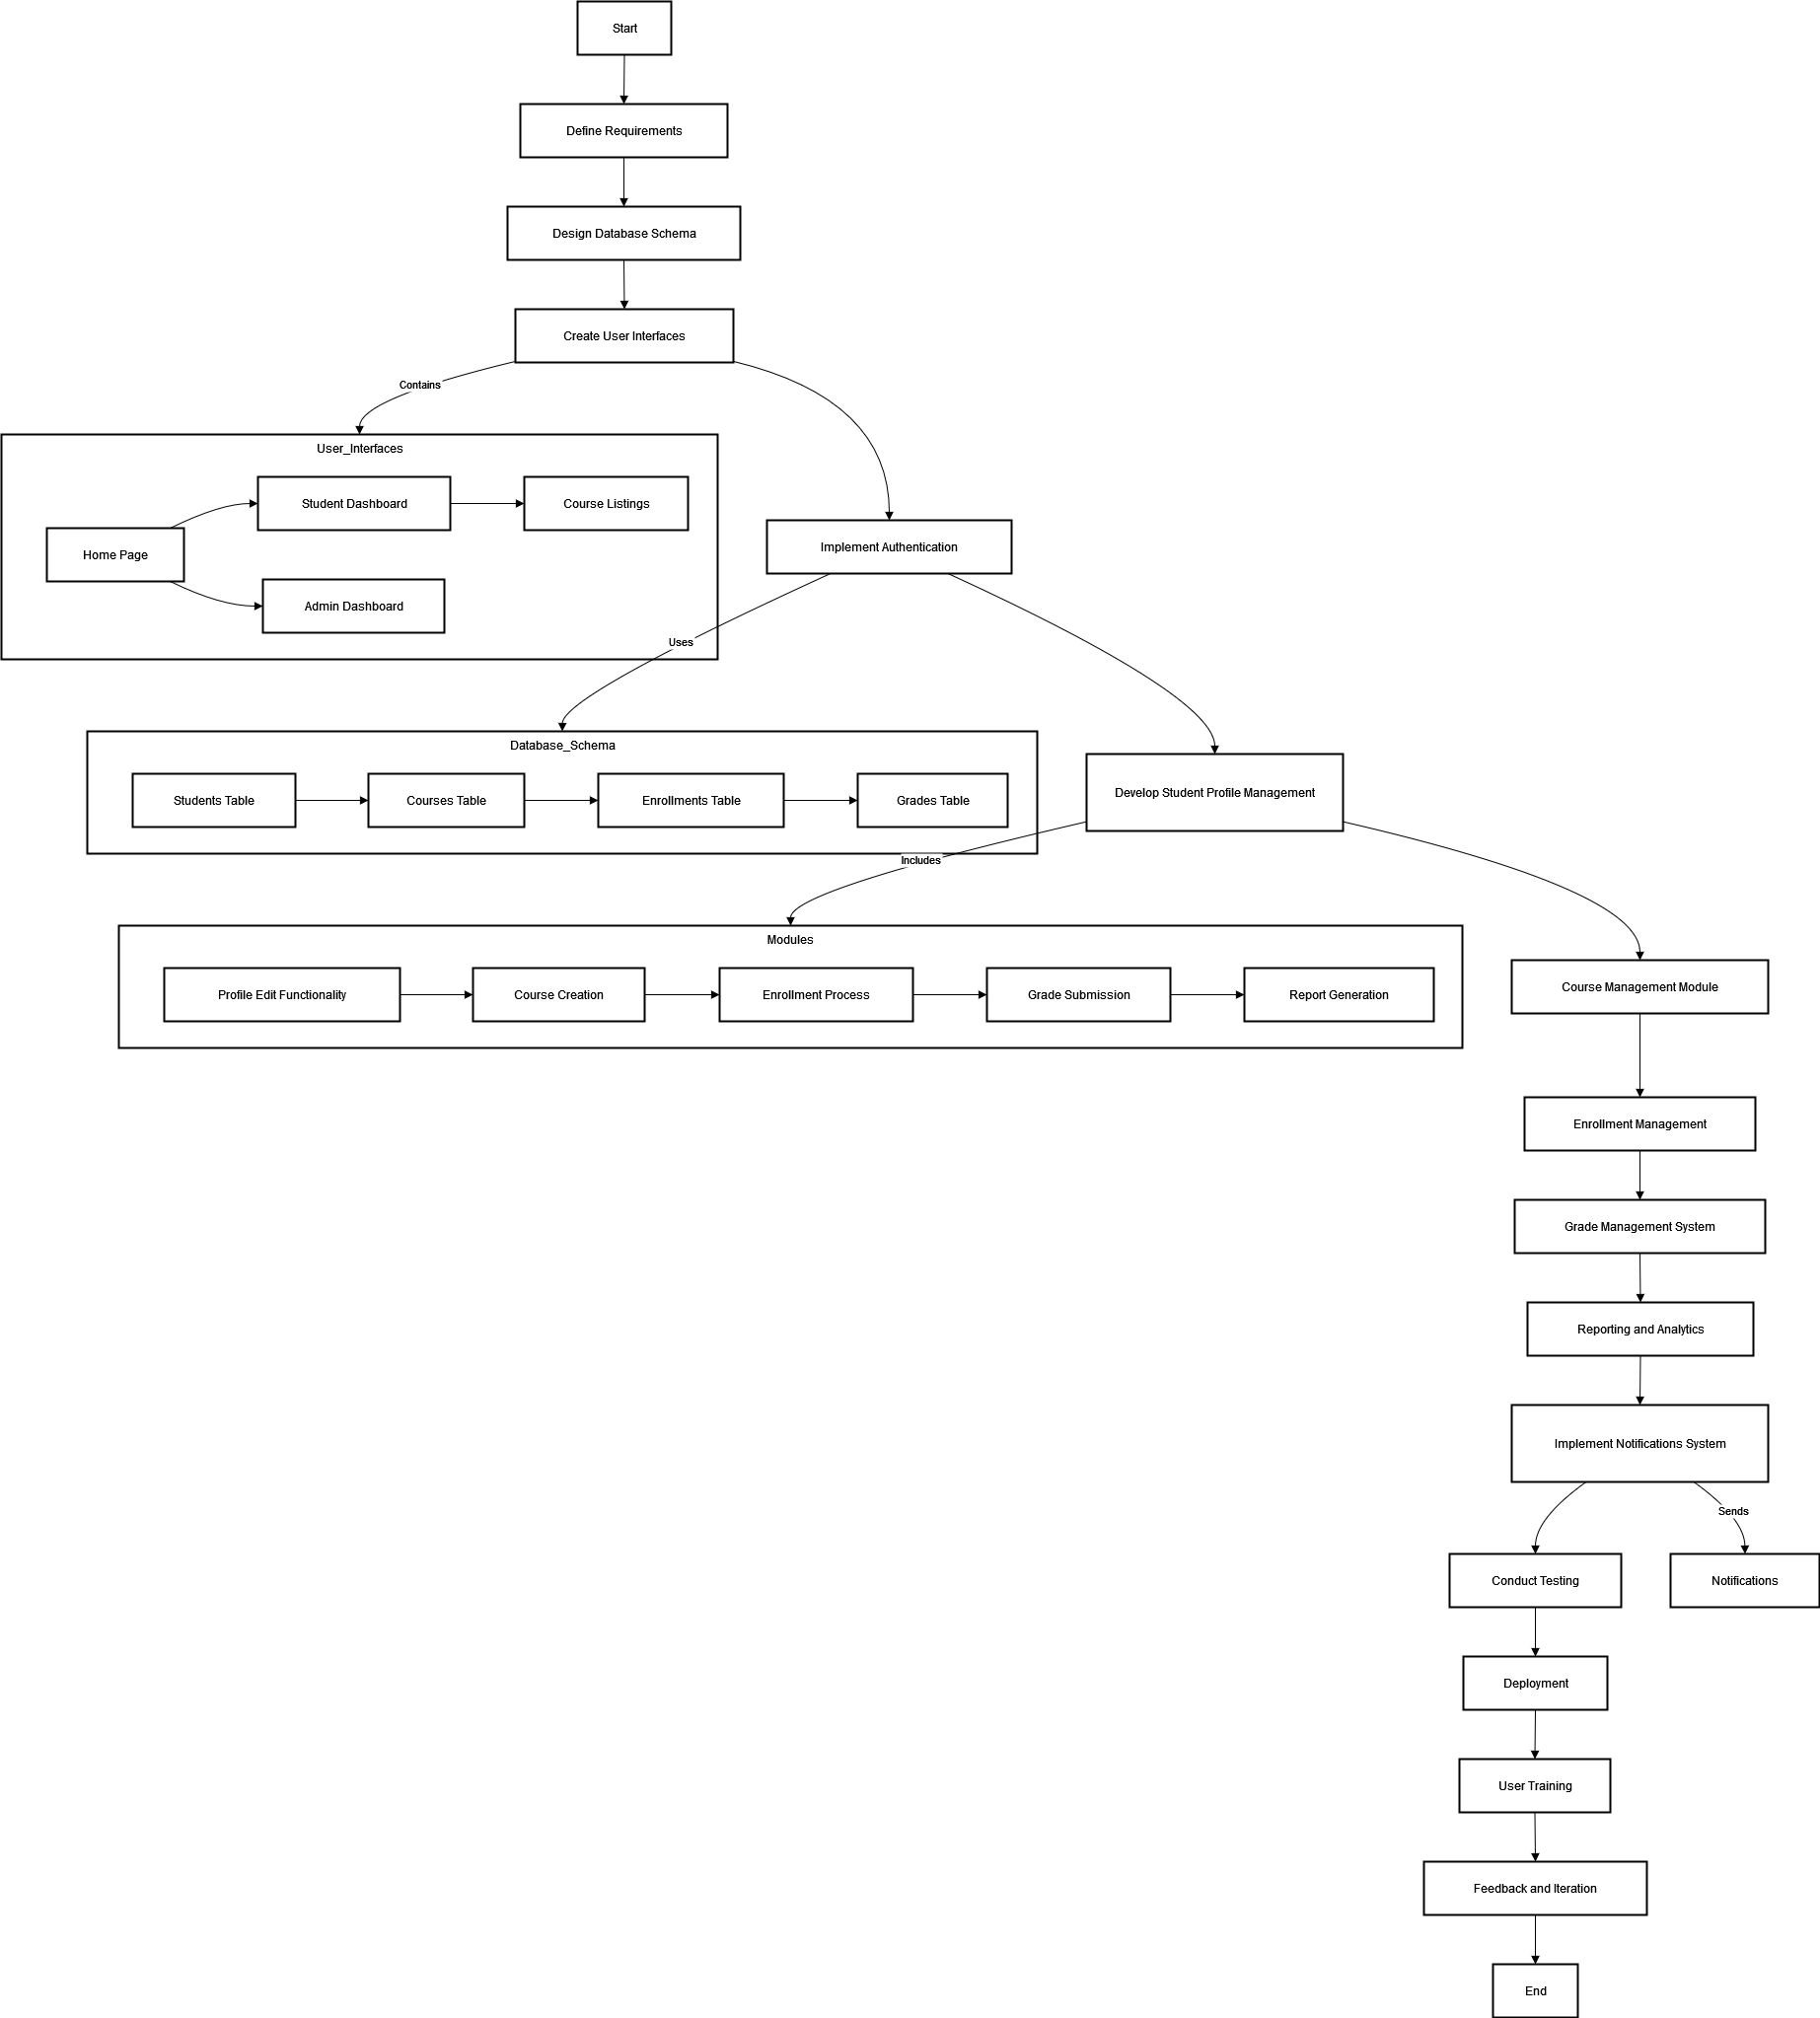 Start
Define Requirements
Design Database Schema
Create User Interfaces
Contains
User_Interfaces
Student Dashboard
Course Listings
Home Page
Admin Dashboard
Implement Authentication
Uses
Database_Schema
Students Table
Courses Table
Enrollments Table
Grades Table
Develop Student Profile Management
Includes
Modules
Profile Edit Functionality
Course Creation
Enrollment Process
Grade Submission
Report Generation
Course Management Module
Enrollment Management
Grade Management System
Reporting and Analytics
Implement Notifications System
Sends
Conduct Testing
Notifications
Deployment
User Training
Feedback and Iteration
End